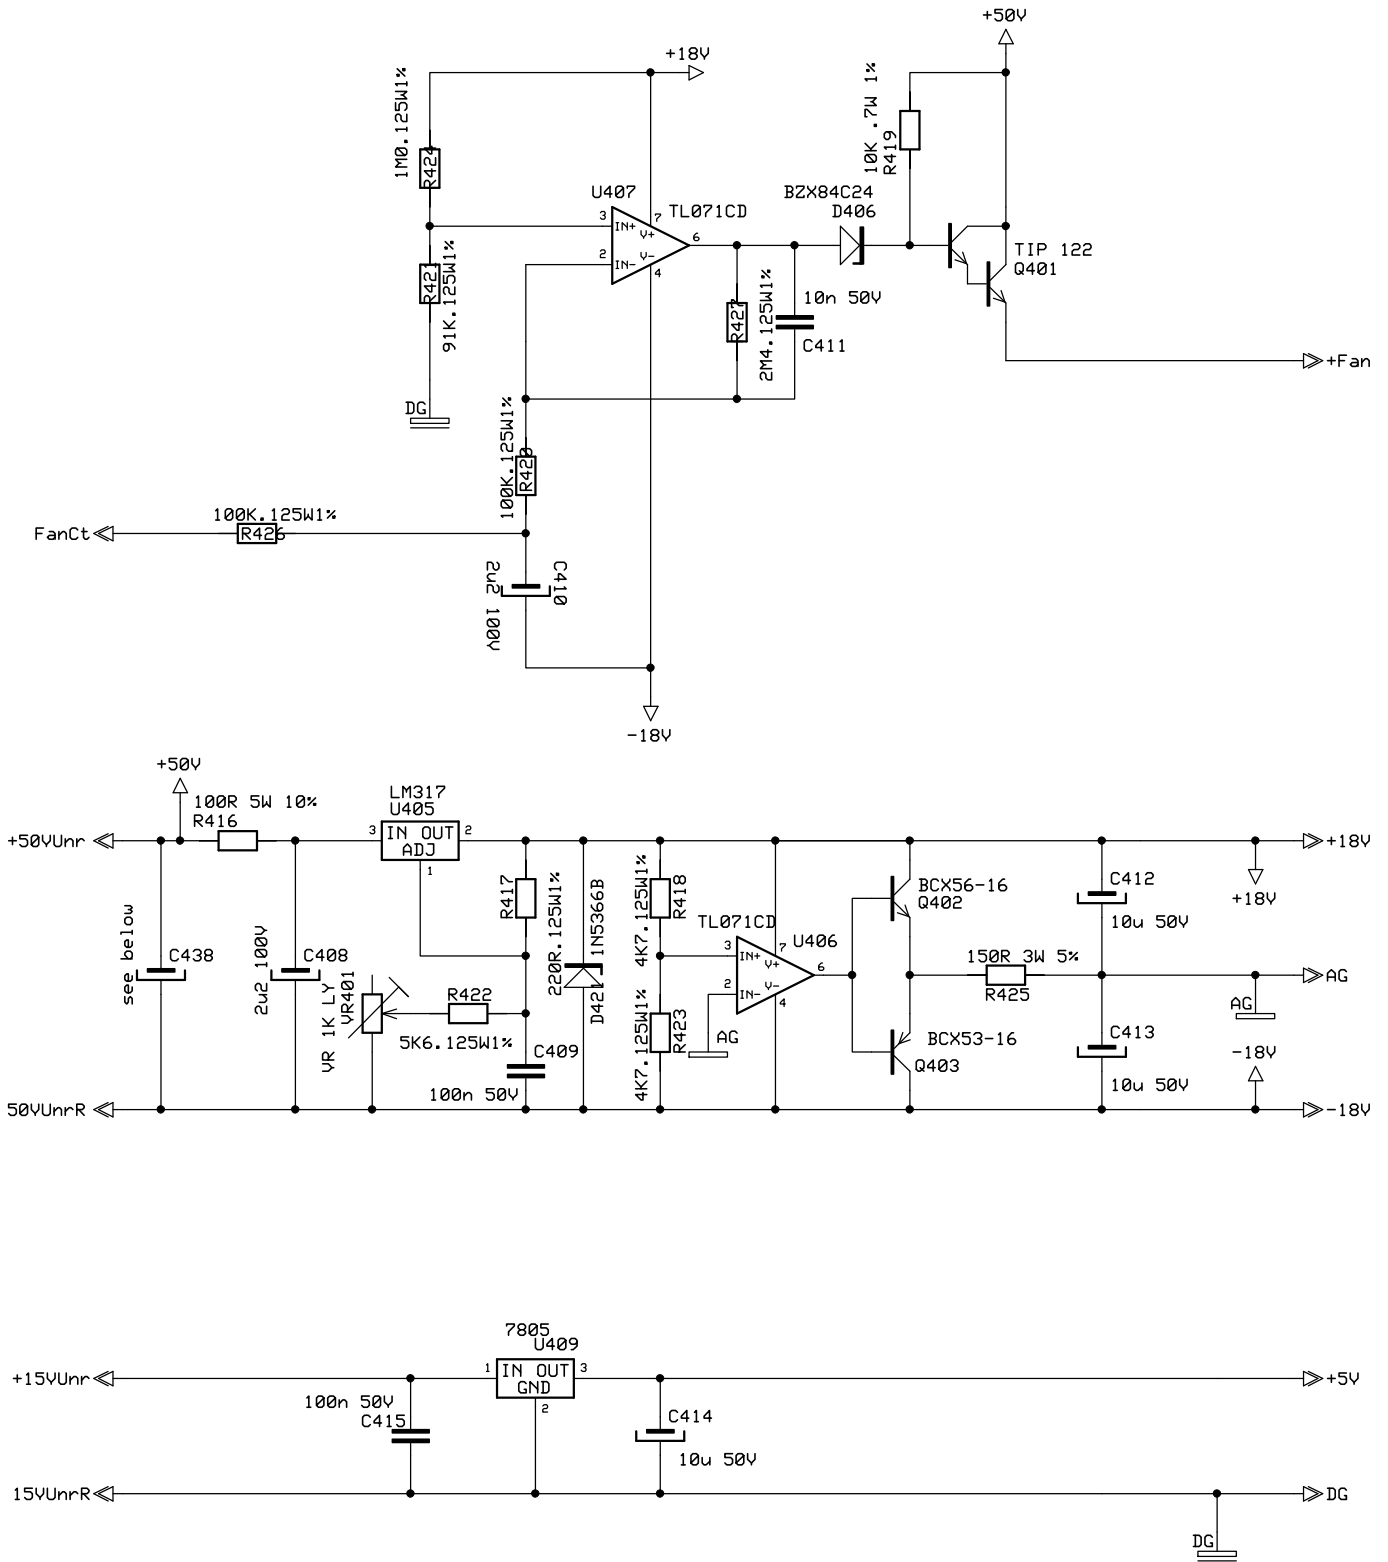 +50V
+18V
1M0.125W1%
R424
10K .7W 1%
R419
U407
TL071CD
BZX84C24
D406
3
IN+
V+
7
2
IN-
V-
4
6
TIP 122
Q401
R421
91K.125W1%
R427
2M4.125W1%
10n 50V
C411
+Fan
DG
100K.125W1%
100K.125W1%
FanCt
R426
2u2 100V
C410
-18V
+50V
100R 5W 10%
R416
LM317
U405
+50VUnr
3
IN OUT
ADJ
2
1
+18V
see below
C438
2u2 100V
C408
VR 1K LY
VR401
R417
220R.125W1%
R422
5K6.125W1%
C409
100n 50V
D421 1N5366B
4K7.125W1%
R418
4K7.125W1%
R423
TL071CD
U406
3
IN+
V+
7
2
IN-
V-
4
6
AG
BCX56-16
Q402
150R 3W 5%
R425
BCX53-16
Q403
C412
10u 50V
+18V
AG
AG
C413
10u 50V
-18V
50VUnrR
-18V
7805
U409
+15VUnr
1
IN OUT
GND
3
2
+5V
100n 50V
C415
C414
10u 50V
15VUnrR
DG
DG